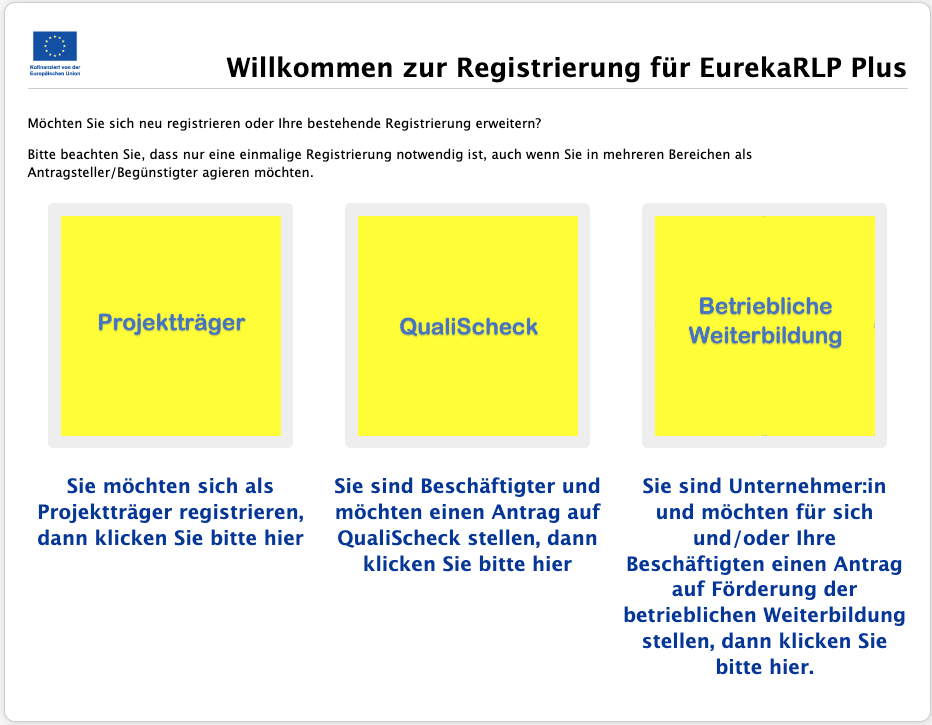 Kofinanziert von der
Europäischen Union
Willkommen zur Registrierung für EurekaRLP Plus
Möchten Sie sich neu registrieren oder Ihre bestehende Registrierung erweitern?
Bitte beachten Sie, dass nur eine einmalige Registrierung notwendig ist, auch wenn Sie in mehreren Bereichen als
Antragsteller/Begünstigter agieren möchten.
Projektträger
QualiScheck
Betriebliche
Weiterbildung
Sie möchten sich als
Projektträger registrieren,
dann klicken Sie bitte hier
Sie sind Beschäftigter und
möchten einen Antrag auf
QualiScheck stellen, dann
klicken Sie bitte hier
Sie sind Unternehmer:in
und möchten für sich
und/oder Ihre
Beschäftigten einen Antrag
auf Förderung der
betrieblichen Weiterbildung
stellen, dann klicken Sie
bitte hier.